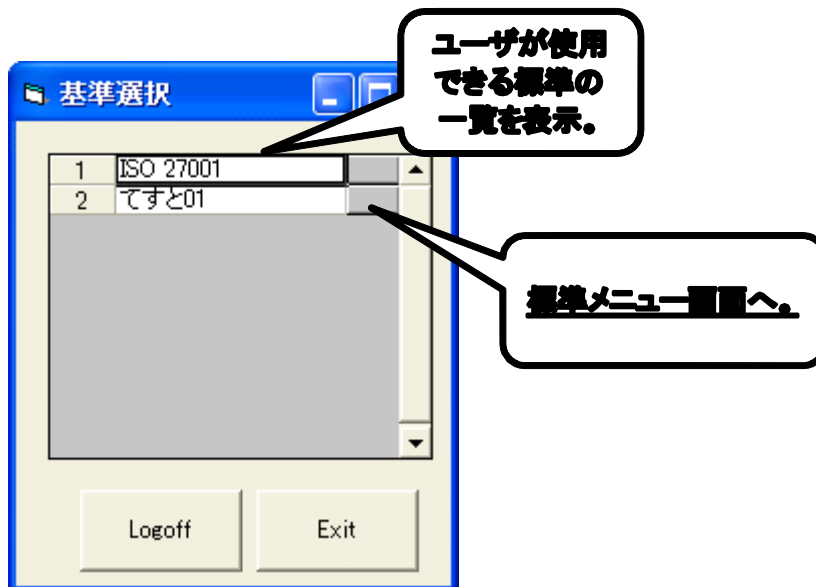 ユーザが使用
できる標準の
一覧を表示。
基準選択
1 ISO 27001
2 てすと01
標準メニュー画面へ。
Logoff Exit